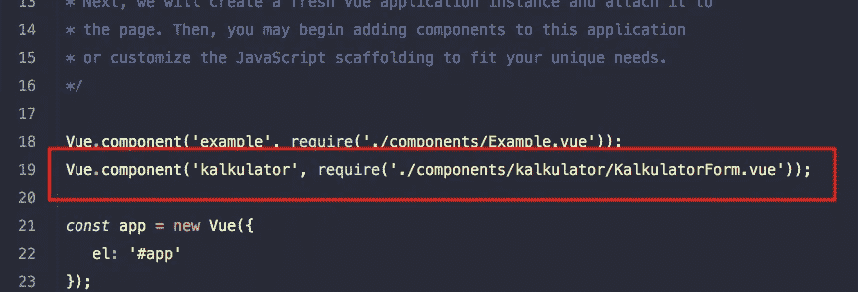 13 * Next, we will create a fresh Vue application instance and attach it to
14 * the page. Then, you may begin adding components to this application
15 * or customize the JavaScript scaffolding to fit your unique needs.
16 */
17
18 Vue.component('example', require('./components/Example.vue'));
19 Vue.component('kalkulator', require('./components/kalkulator/KalkulatorForm.vue'));
20
21 const app = new Vue({
22 el: '#app'
23 });